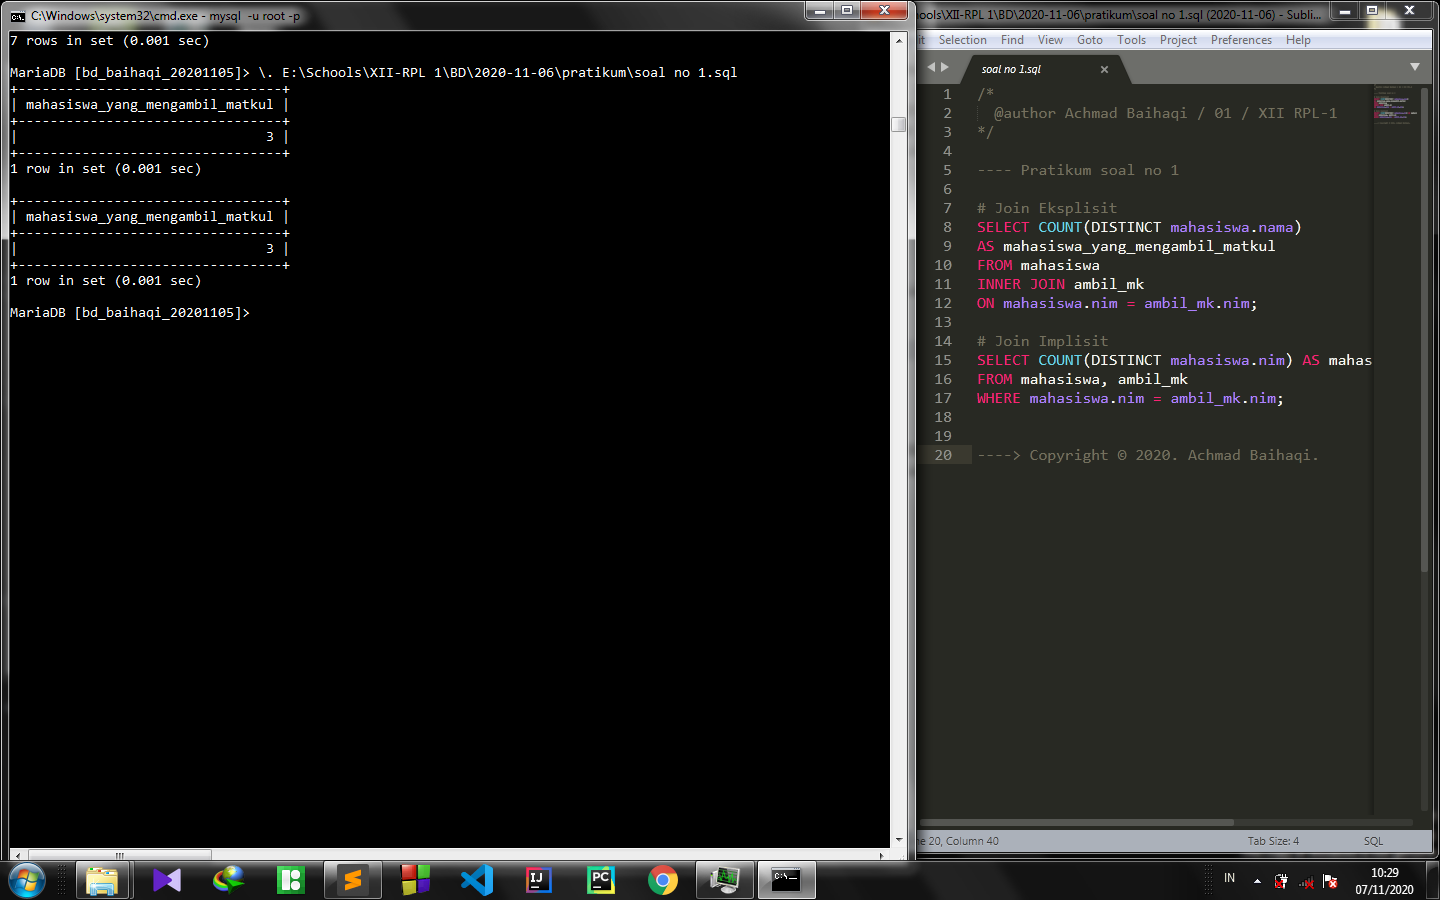 C:\Windows\system32\cmd.exe - mysql  -u root -p
7 rows in set (0.001 sec)
MariaDB [bd_baihaqi_20201105]> \. E:\Schools\XII-RPL 1\BD\2020-11-06\pratikum\soal no 1.sql
+---------------------------------+
| mahasiswa_yang_mengambil_matkul |
+---------------------------------+
|                               3 |
+---------------------------------+
1 row in set (0.001 sec)
+---------------------------------+
| mahasiswa_yang_mengambil_matkul |
+---------------------------------+
|                               3 |
+---------------------------------+
1 row in set (0.001 sec)
MariaDB [bd_baihaqi_20201105]>
ools\XII-RPL 1\BD\2020-11-06\pratikum\soal no 1.sql (2020-11-06) - Subli...
it Selection Find View Goto Tools Project Preferences Help
soal no 1.sql
1 /*
2   @author Achmad Baihaqi / 01 / XII RPL-1
3 */
4
5 ---- Pratikum soal no 1
6
7 # Join Eksplisit
8 SELECT COUNT(DISTINCT mahasiswa.nama)
9 AS mahasiswa_yang_mengambil_matkul
10 FROM mahasiswa
11 INNER JOIN ambil_mk
12 ON mahasiswa.nim = ambil_mk.nim;
13
14 # Join Implisit
15 SELECT COUNT(DISTINCT mahasiswa.nim) AS mahas
16 FROM mahasiswa, ambil_mk
17 WHERE mahasiswa.nim = ambil_mk.nim;
18
19
20 ----> Copyright © 2020. Achmad Baihaqi.
e 20, Column 40 Tab Size: 4 SQL
IN 10:29
07/11/2020